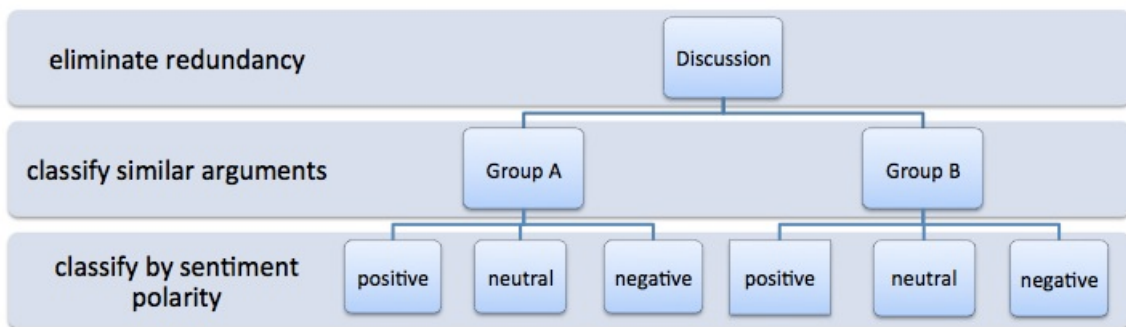 eliminate redundancy
Discussion
classify similar arguments
Group A
Group B
classify by sentiment
polarity
positive
neutral
negative
positive
neutral
negative